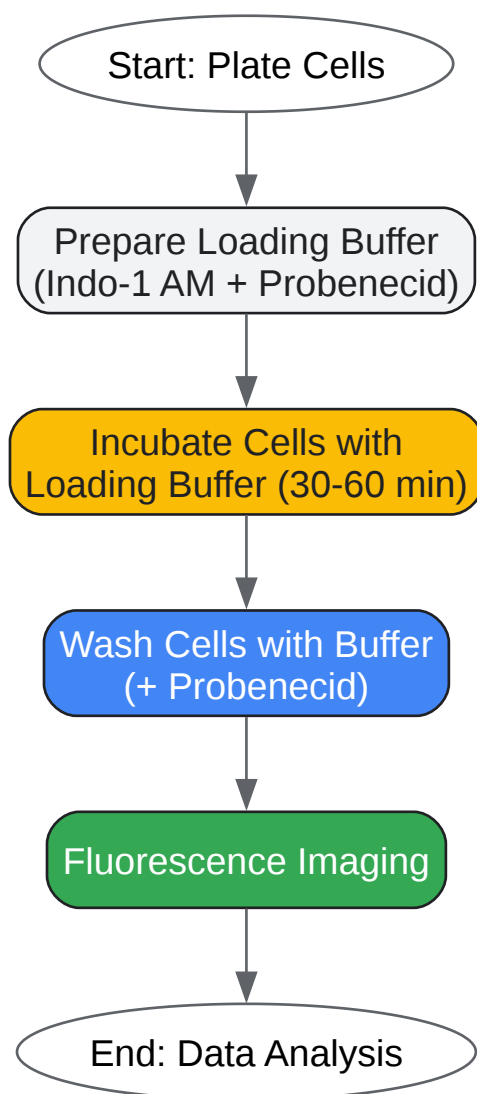 Start: Plate Cells
Prepare Loading Buffer
(Indo-1 AM + Probenecid)
Incubate Cells with
Loading Buffer (30-60 min)
Wash Cells with Buffer
(+ Probenecid)
Fluorescence Imaging
End: Data Analysis